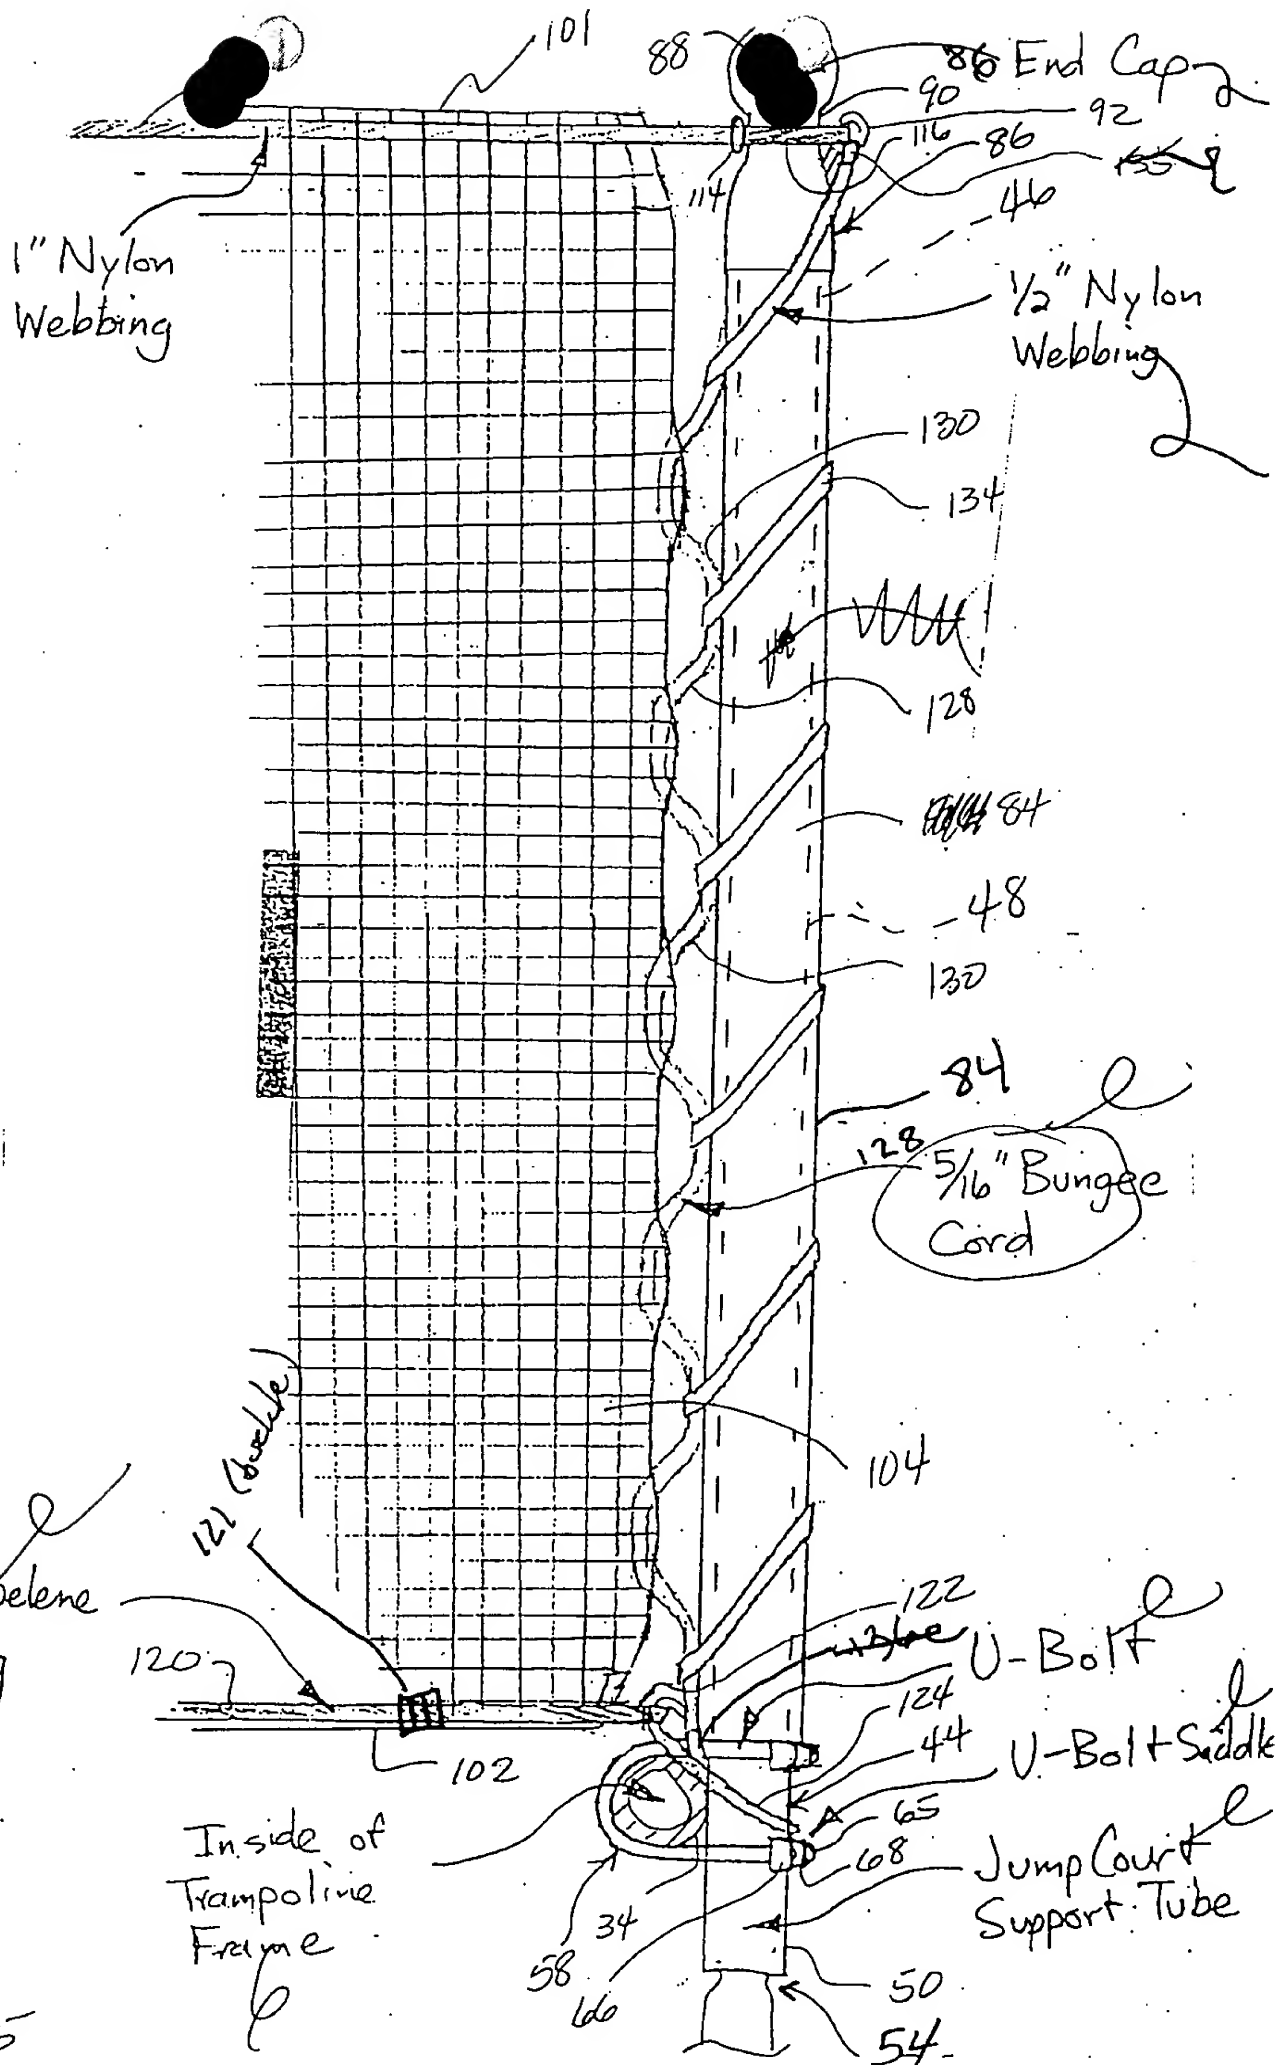 101
88
86 End Cap
90
92
116
86
114
46
1" Nylon
Webbing
1/2" Nylon
Webbing
130
134
128
84
48
130
84
128
5/16" Bungee
Cord
104
121 (buckle)
122
120
U-Bolt
124
44
U-Bolt Saddle
102
65
68
Inside of
Trampoline
Frame
Jump Court
Support Tube
34
58
66
50
54